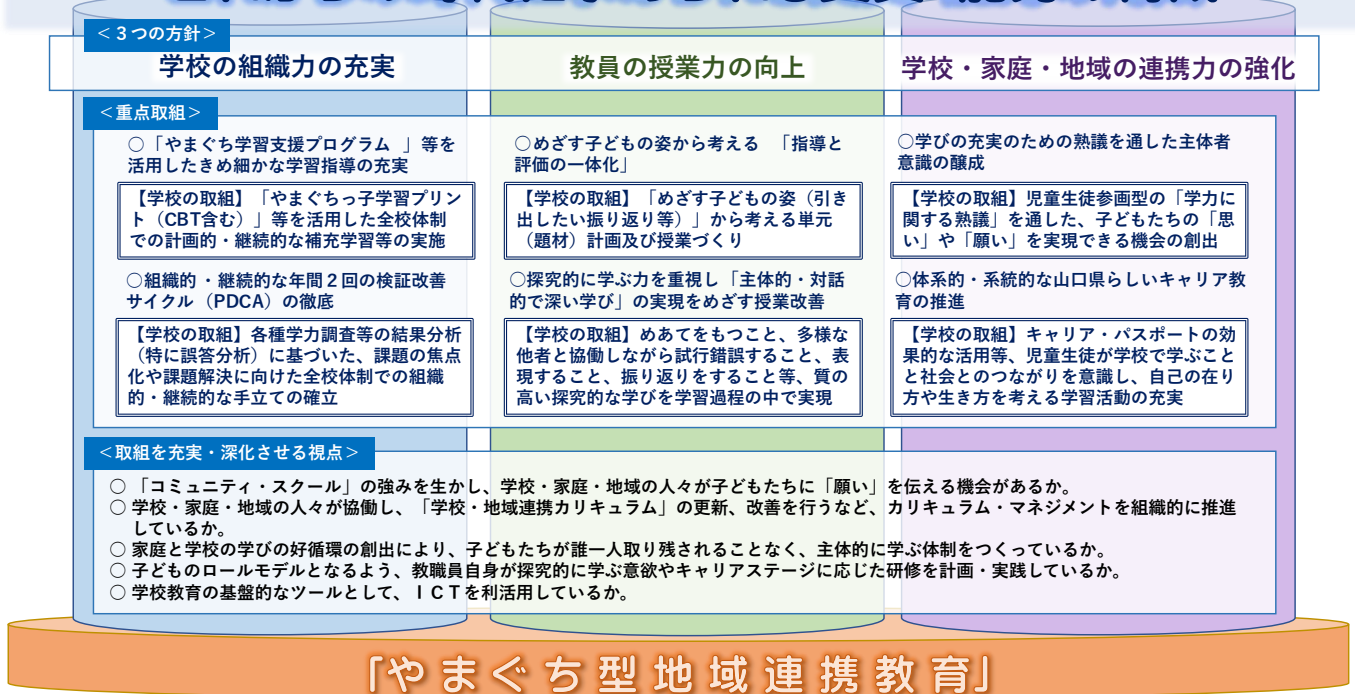 ＜３つの方針＞
学校の組織力の充実
教員の授業力の向上
学校・家庭・地域の連携力の強化
＜重点取組＞
○「やまぐち学習支援プログラム 」等を
活用したきめ細かな学習指導の充実
【学校の取組】「やまぐちっ子学習プリン
ト（CBT含む）」等を活用した全校体制
での計画的・継続的な補充学習等の実施
○組織的・継続的な年間２回の検証改善
サイクル（PDCA）の徹底
【学校の取組】各種学力調査等の結果分析
（特に誤答分析）に基づいた、課題の焦点
化や課題解決に向けた全校体制での組織
的・継続的な手立ての確立
○めざす子どもの姿から考える 「指導と
評価の一体化」
【学校の取組】「めざす子どもの姿（引き
出したい振り返り等）」から考える単元
（題材）計画及び授業づくり
○探究的に学ぶ力を重視し「主体的・対話
的で深い学び」の実現をめざす授業改善
【学校の取組】めあてをもつこと、多様な
他者と協働しながら試行錯誤すること、表
現すること、振り返りをすること等、質の
高い探究的な学びを学習過程の中で実現
○学びの充実のための熟議を通した主体者
意識の醸成
【学校の取組】児童生徒参画型の「学力に
関する熟議」を通した、子どもたちの「思
い」や「願い」を実現できる機会の創出
○体系的・系統的な山口県らしいキャリア教
育の推進
【学校の取組】キャリア・パスポートの効
果的な活用等、児童生徒が学校で学ぶこと
と社会とのつながりを意識し、自己の在り
方や生き方を考える学習活動の充実
＜取組を充実・深化させる視点＞
○ 「コミュニティ・スクール」の強みを生かし、学校・家庭・地域の人々が子どもたちに「願い」を伝える機会があるか。
○ 学校・家庭・地域の人々が協働し、「学校・地域連携カリキュラム」の更新、改善を行うなど、カリキュラム・マネジメントを組織的に推進
しているか。
○ 家庭と学校の学びの好循環の創出により、子どもたちが誰一人取り残されることなく、主体的に学ぶ体制をつくっているか。
○ 子どものロールモデルとなるよう、教職員自身が探究的に学ぶ意欲やキャリアステージに応じた研修を計画・実践しているか。
○ 学校教育の基盤的なツールとして、ＩＣＴを利活用しているか。
「やまぐち型地域連携教育」